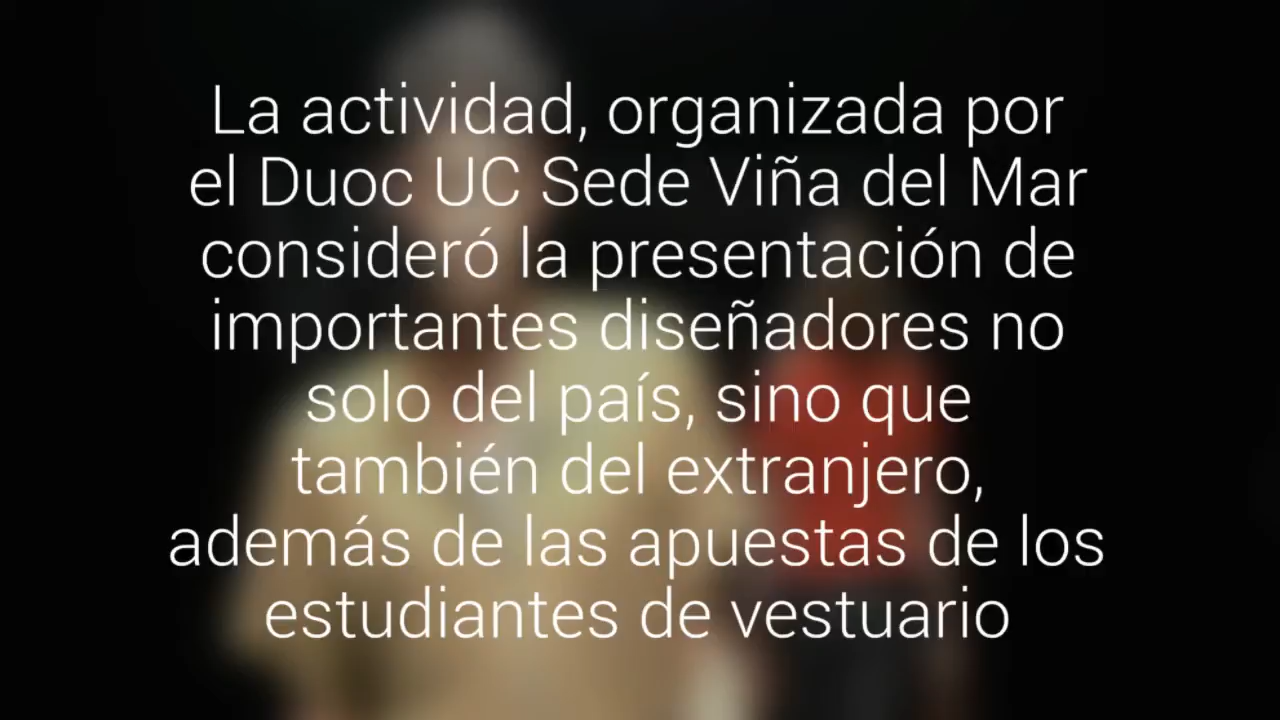 La actividad, organizada por
el Duoc UC Sede Viña del Mar
consideró la presentación de
importantes diseñadores no
solo del país, sino que
también del extranjero,
además de las apuestas de los
estudiantes de vestuario